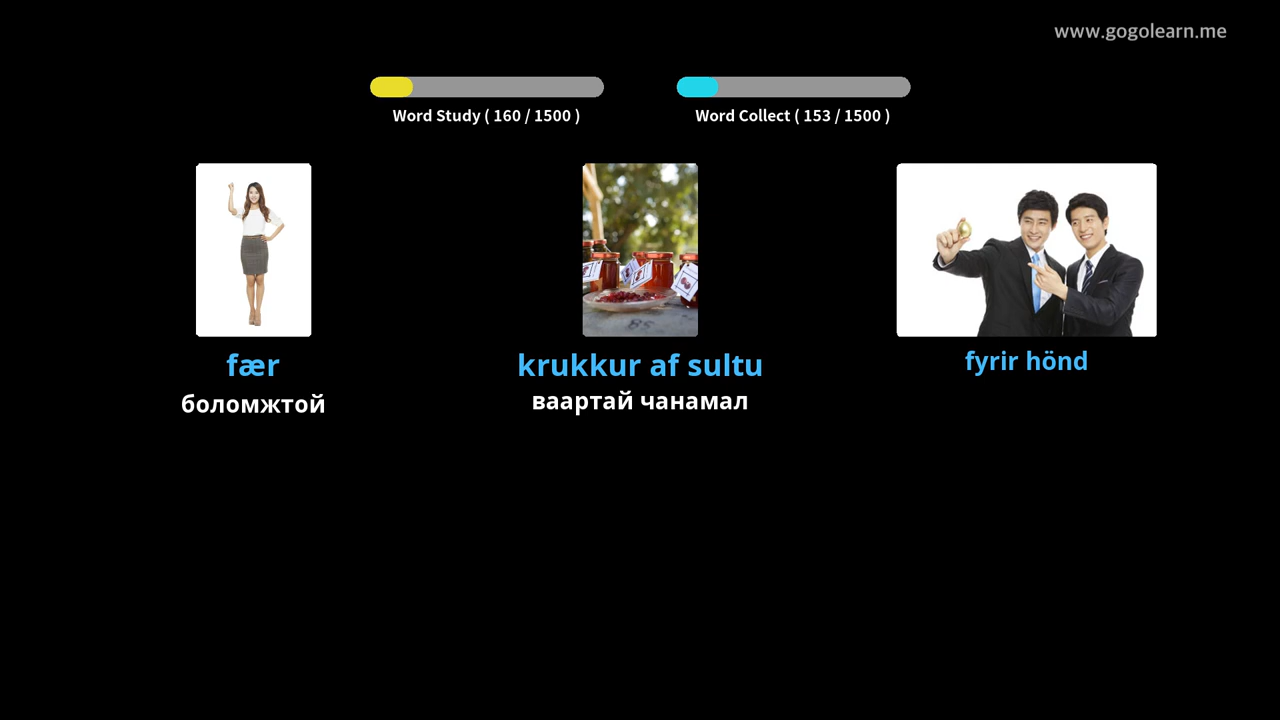 www.gogolearn.me
Word Study ( 160 / 1500 )
Word Collect ( 153 / 1500 )
fær
боломжтой
krukkur af sultu
ваартай чанамал
fyrir hönd